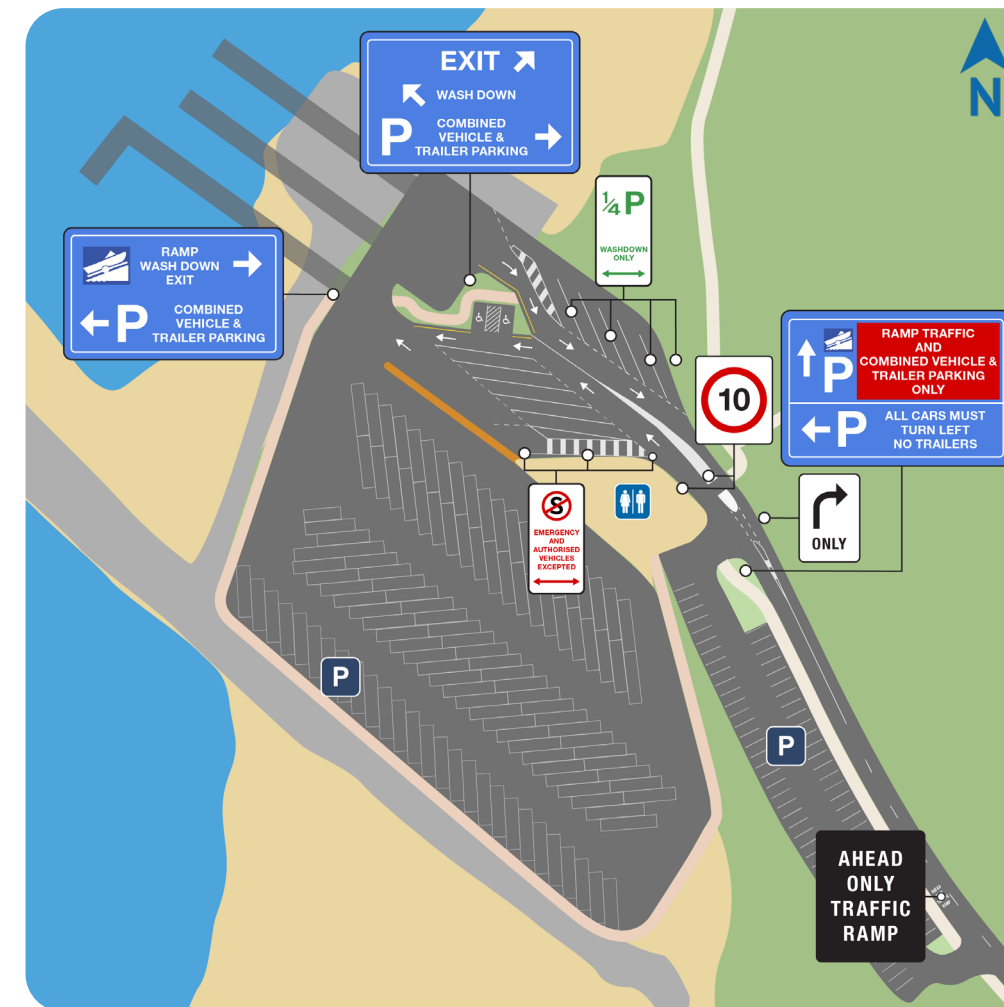 EXIT
WASH DOWN
P
COMBINED
VEHICLE &
TRAILER PARKING
N
1/4 P
WASHDOWN
ONLY
RAMP
WASH DOWN
EXIT
P
COMBINED
VEHICLE &
TRAILER PARKING
P
RAMP TRAFFIC
AND
COMBINED VEHICLE &
TRAILER PARKING
ONLY
P
ALL CARS MUST
TURN LEFT
NO TRAILERS
10
S
EMERGENCY
AND
AUTHORISED
VEHICLES
EXCEPTED
ONLY
P
P
AHEAD
ONLY
TRAFFIC
RAMP